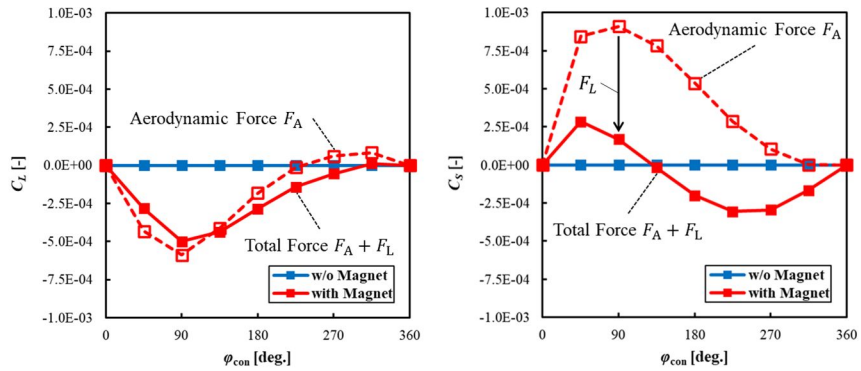 1.0E-03
7.5E-04
5.0E-04
2.5E-04
0.0E+00
-2.5E-04
-5.0E-04
-7.5E-04
-1.0E-03
C_L [-]
Aerodynamic Force F_A
Total Force F_A + F_L
w/o Magnet
with Magnet
0 90 180 270 360
φ_con [deg.]
1.0E-03
7.5E-04
5.0E-04
2.5E-04
0.0E+00
-2.5E-04
-5.0E-04
-7.5E-04
-1.0E-03
C_S [-]
Aerodynamic Force F_A
F_L
Total Force F_A + F_L
w/o Magnet
with Magnet
0 90 180 270 360
φ_con [deg.]